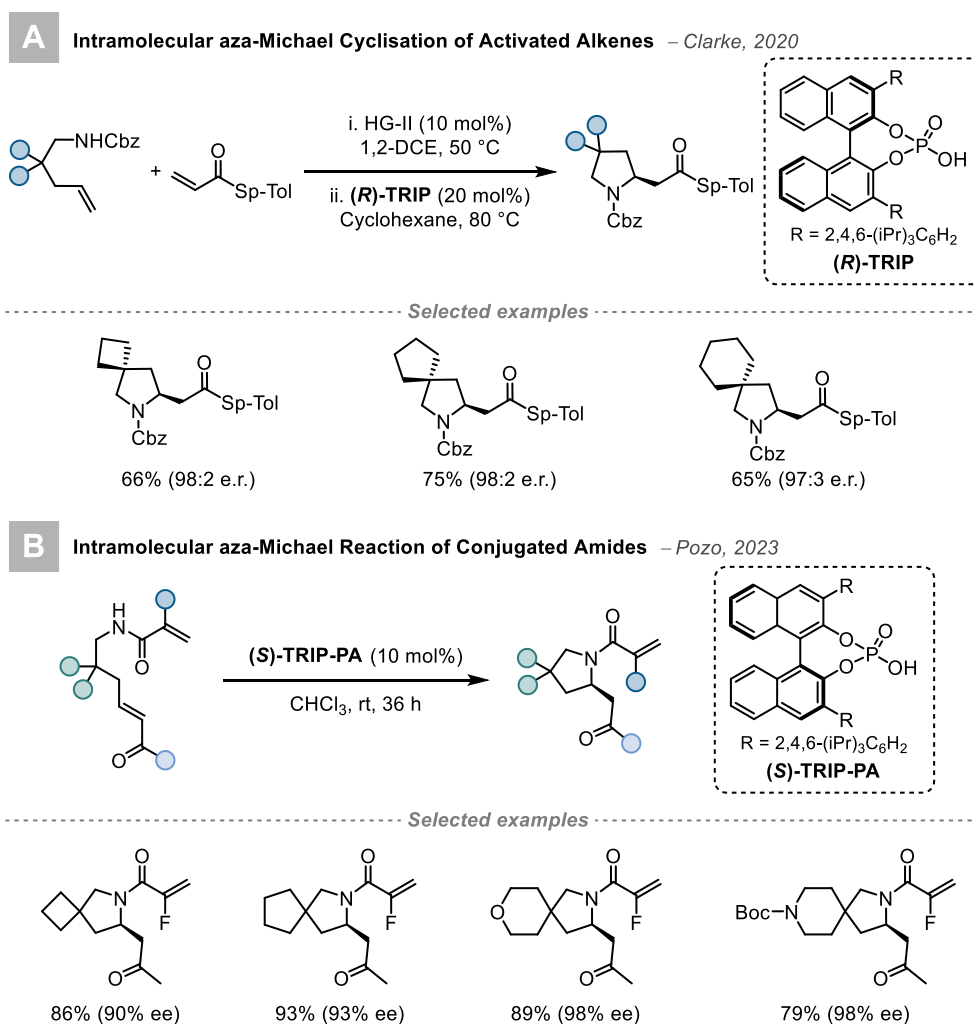 A Intramolecular aza-Michael Cyclisation of Activated Alkenes – Clarke, 2020
NHCbz
+
O
Sp-Tol
i. HG-II (10 mol%)
1,2-DCE, 50 °C
ii. (R)-TRIP (20 mol%)
Cyclohexane, 80 °C
O
Sp-Tol
N
Cbz
R
O
O
P
O
OH
R
R = 2,4,6-(iPr)₃C₆H₂
(R)-TRIP
Selected examples
O
Sp-Tol
N
Cbz
66% (98:2 e.r.)
O
Sp-Tol
N
Cbz
75% (98:2 e.r.)
O
Sp-Tol
N
Cbz
65% (97:3 e.r.)
B Intramolecular aza-Michael Reaction of Conjugated Amides – Pozo, 2023
H
N
O
O
(S)-TRIP-PA (10 mol%)
CHCl₃, rt, 36 h
O
N
O
R
O
O
P
O
OH
R
R = 2,4,6-(iPr)₃C₆H₂
(S)-TRIP-PA
Selected examples
O
N
F
O
86% (90% ee)
O
N
F
O
93% (93% ee)
O
O
N
F
O
89% (98% ee)
O
Boc
N
N
F
O
79% (98% ee)